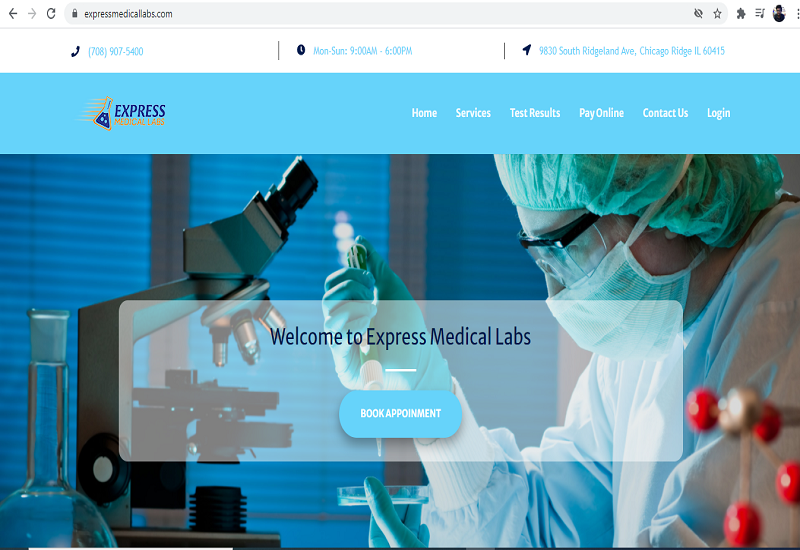 expressmedicallabs.com
(708) 907-5400
Mon-Sun: 9:00AM - 6:00PM
9830 South Ridgeland Ave, Chicago Ridge IL 60415
EXPRESS
MEDICAL LABS
Home Services Test Results Pay Online Contact Us Login
Welcome to Express Medical Labs
BOOK APPOINMENT